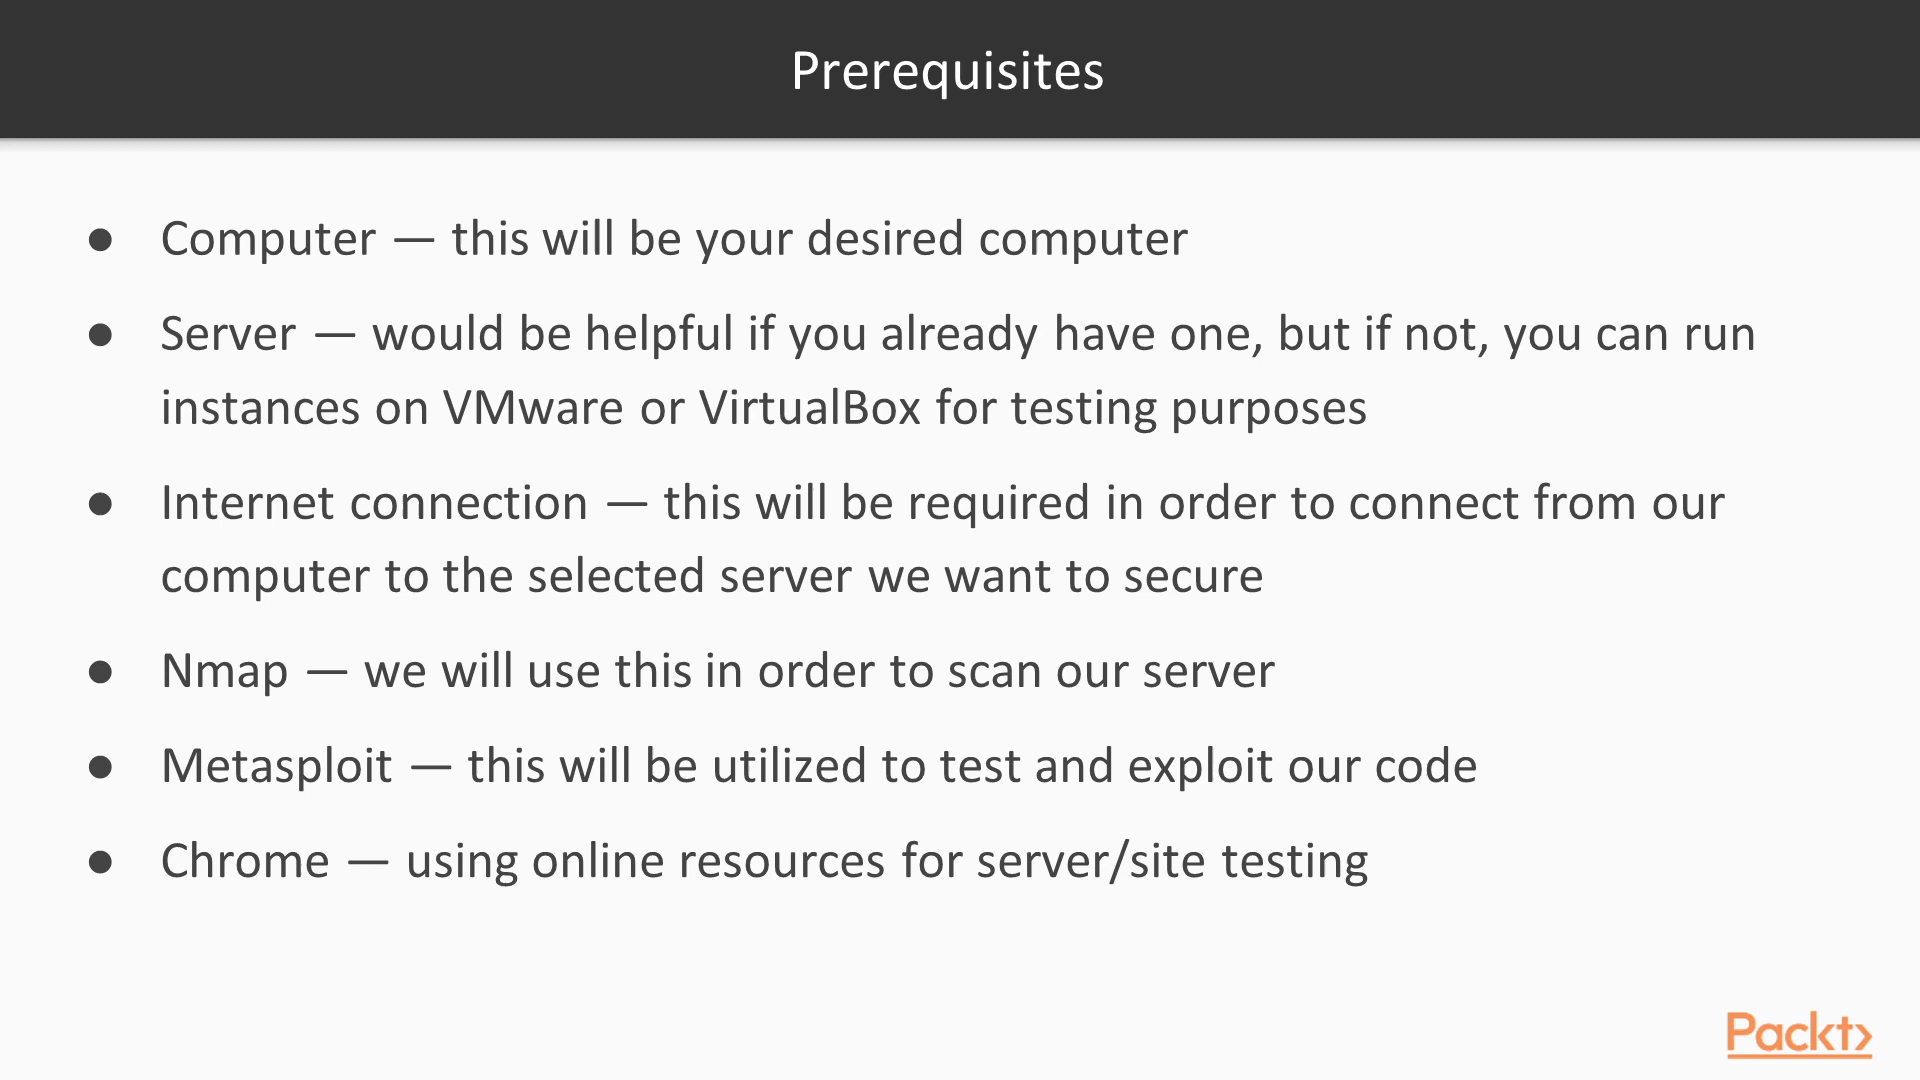 Prerequisites
● Computer — this will be your desired computer
● Server — would be helpful if you already have one, but if not, you can run
instances on VMware or VirtualBox for testing purposes
● Internet connection — this will be required in order to connect from our
computer to the selected server we want to secure
● Nmap — we will use this in order to scan our server
● Metasploit — this will be utilized to test and exploit our code
● Chrome — using online resources for server/site testing
Packt>